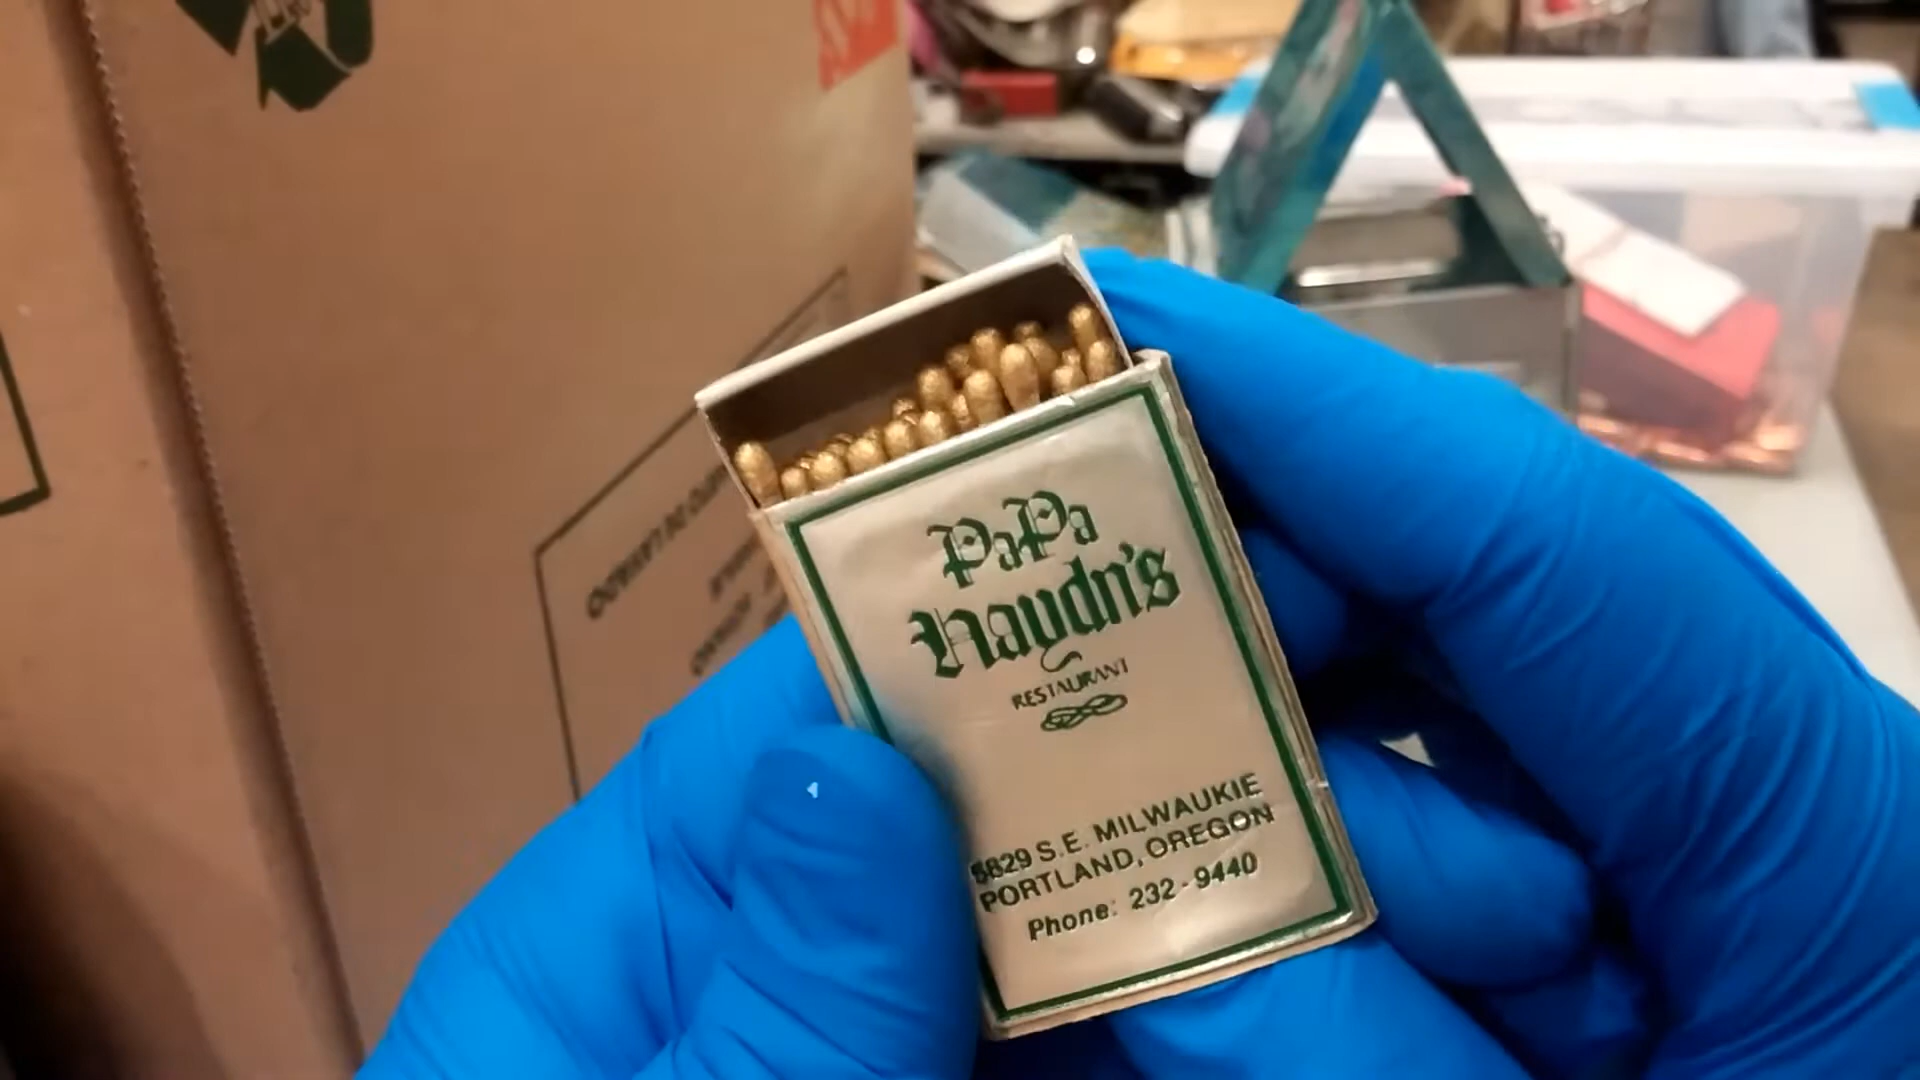 PaPa
Haydn's
RESTAURANT
5829 S.E. MILWAUKIE
PORTLAND, OREGON
Phone: 232-9440